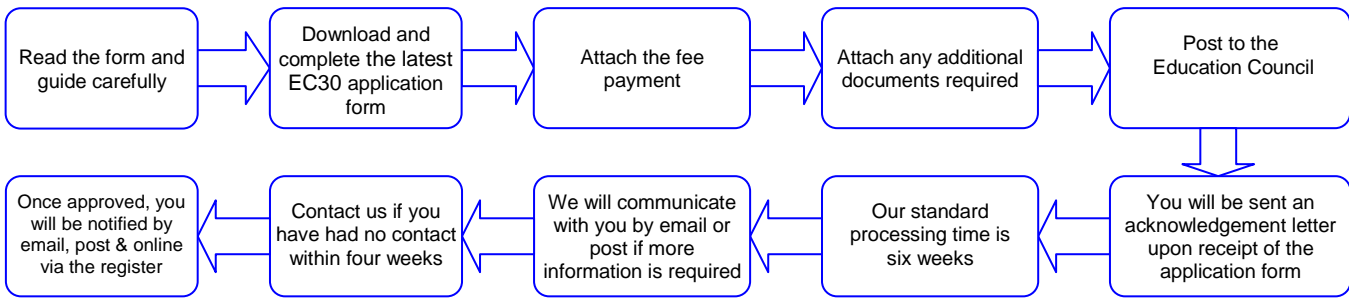 Read the form and
guide carefully
Download and
complete the latest
EC30 application
form
Attach the fee
payment
Attach any additional
documents required
Post to the
Education Council
You will be sent an
acknowledgement letter
upon receipt of the
application form
Our standard
processing time is
six weeks
We will communicate
with you by email or
post if more
information is required
Contact us if you
have had no contact
within four weeks
Once approved, you
will be notified by
email, post & online
via the register